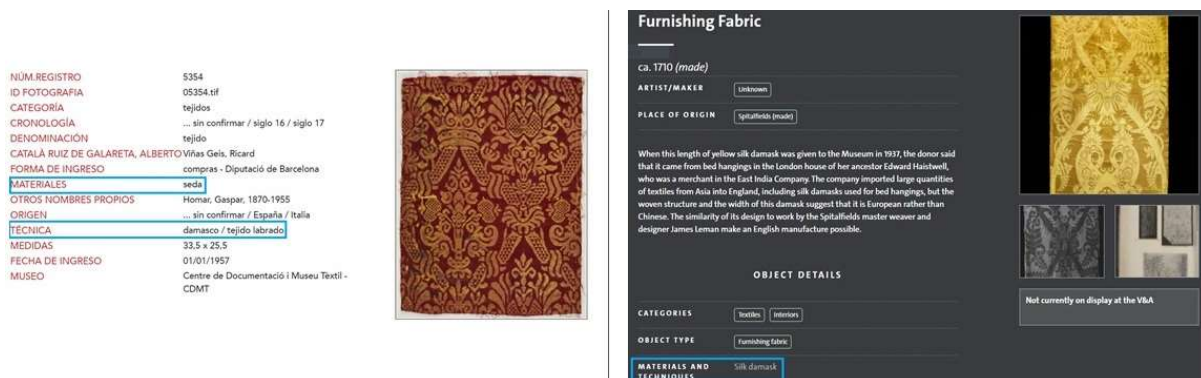 NÚM.REGISTRO 5354
ID FOTOGRAFIA 05354.tif
CATEGORÍA tejidos
CRONOLOGÍA ... sin confirmar / siglo 16 / siglo 17
DENOMINACIÓN tejido
CATALÀ RUIZ DE GALARETA, ALBERTO Viñas Geis, Ricard
FORMA DE INGRESO compras - Diputació de Barcelona
MATERIALES seda
OTROS NOMBRES PROPIOS Homar, Gaspar, 1870-1955
ORIGEN ... sin confirmar / España / Italia
TÉCNICA damasco / tejido labrado
MEDIDAS 33,5 x 25,5
FECHA DE INGRESO 01/01/1957
MUSEO Centre de Documentació i Museu Tèxtil -
CDMT
Furnishing Fabric
ca. 1710 (made)
ARTIST/MAKER Unknown
PLACE OF ORIGIN Spitalfields (made)
When this length of yellow silk damask was given to the Museum in 1937, the donor said
that it came from bed hangings in the London house of her ancestor Edward Haistwell,
who was a merchant in the East India Company. The company imported large quantities
of textiles from Asia into England, including silk damasks used for bed hangings, but the
woven structure and the width of this damask suggest that it is European rather than
Chinese. The similarity of its design to work by the Spitalfields master weaver and
designer James Leman make an English manufacture possible.
OBJECT DETAILS
CATEGORIES Textiles Interiors
OBJECT TYPE Furnishing fabric
MATERIALS AND Silk damask
TECHNIQUES
Not currently on display at the V&A